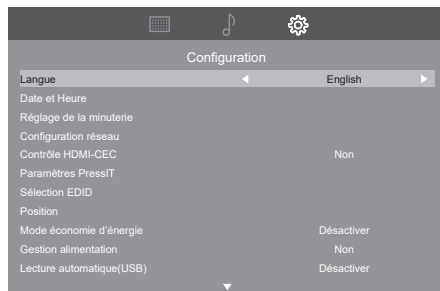 Configuration
Langue English
Date et Heure
Réglage de la minuterie
Configuration réseau
Contrôle HDMI-CEC Non
Paramètres PressIT
Sélection EDID
Position
Mode économie d'énergie Désactiver
Gestion alimentation Non
Lecture automatique(USB) Désactiver